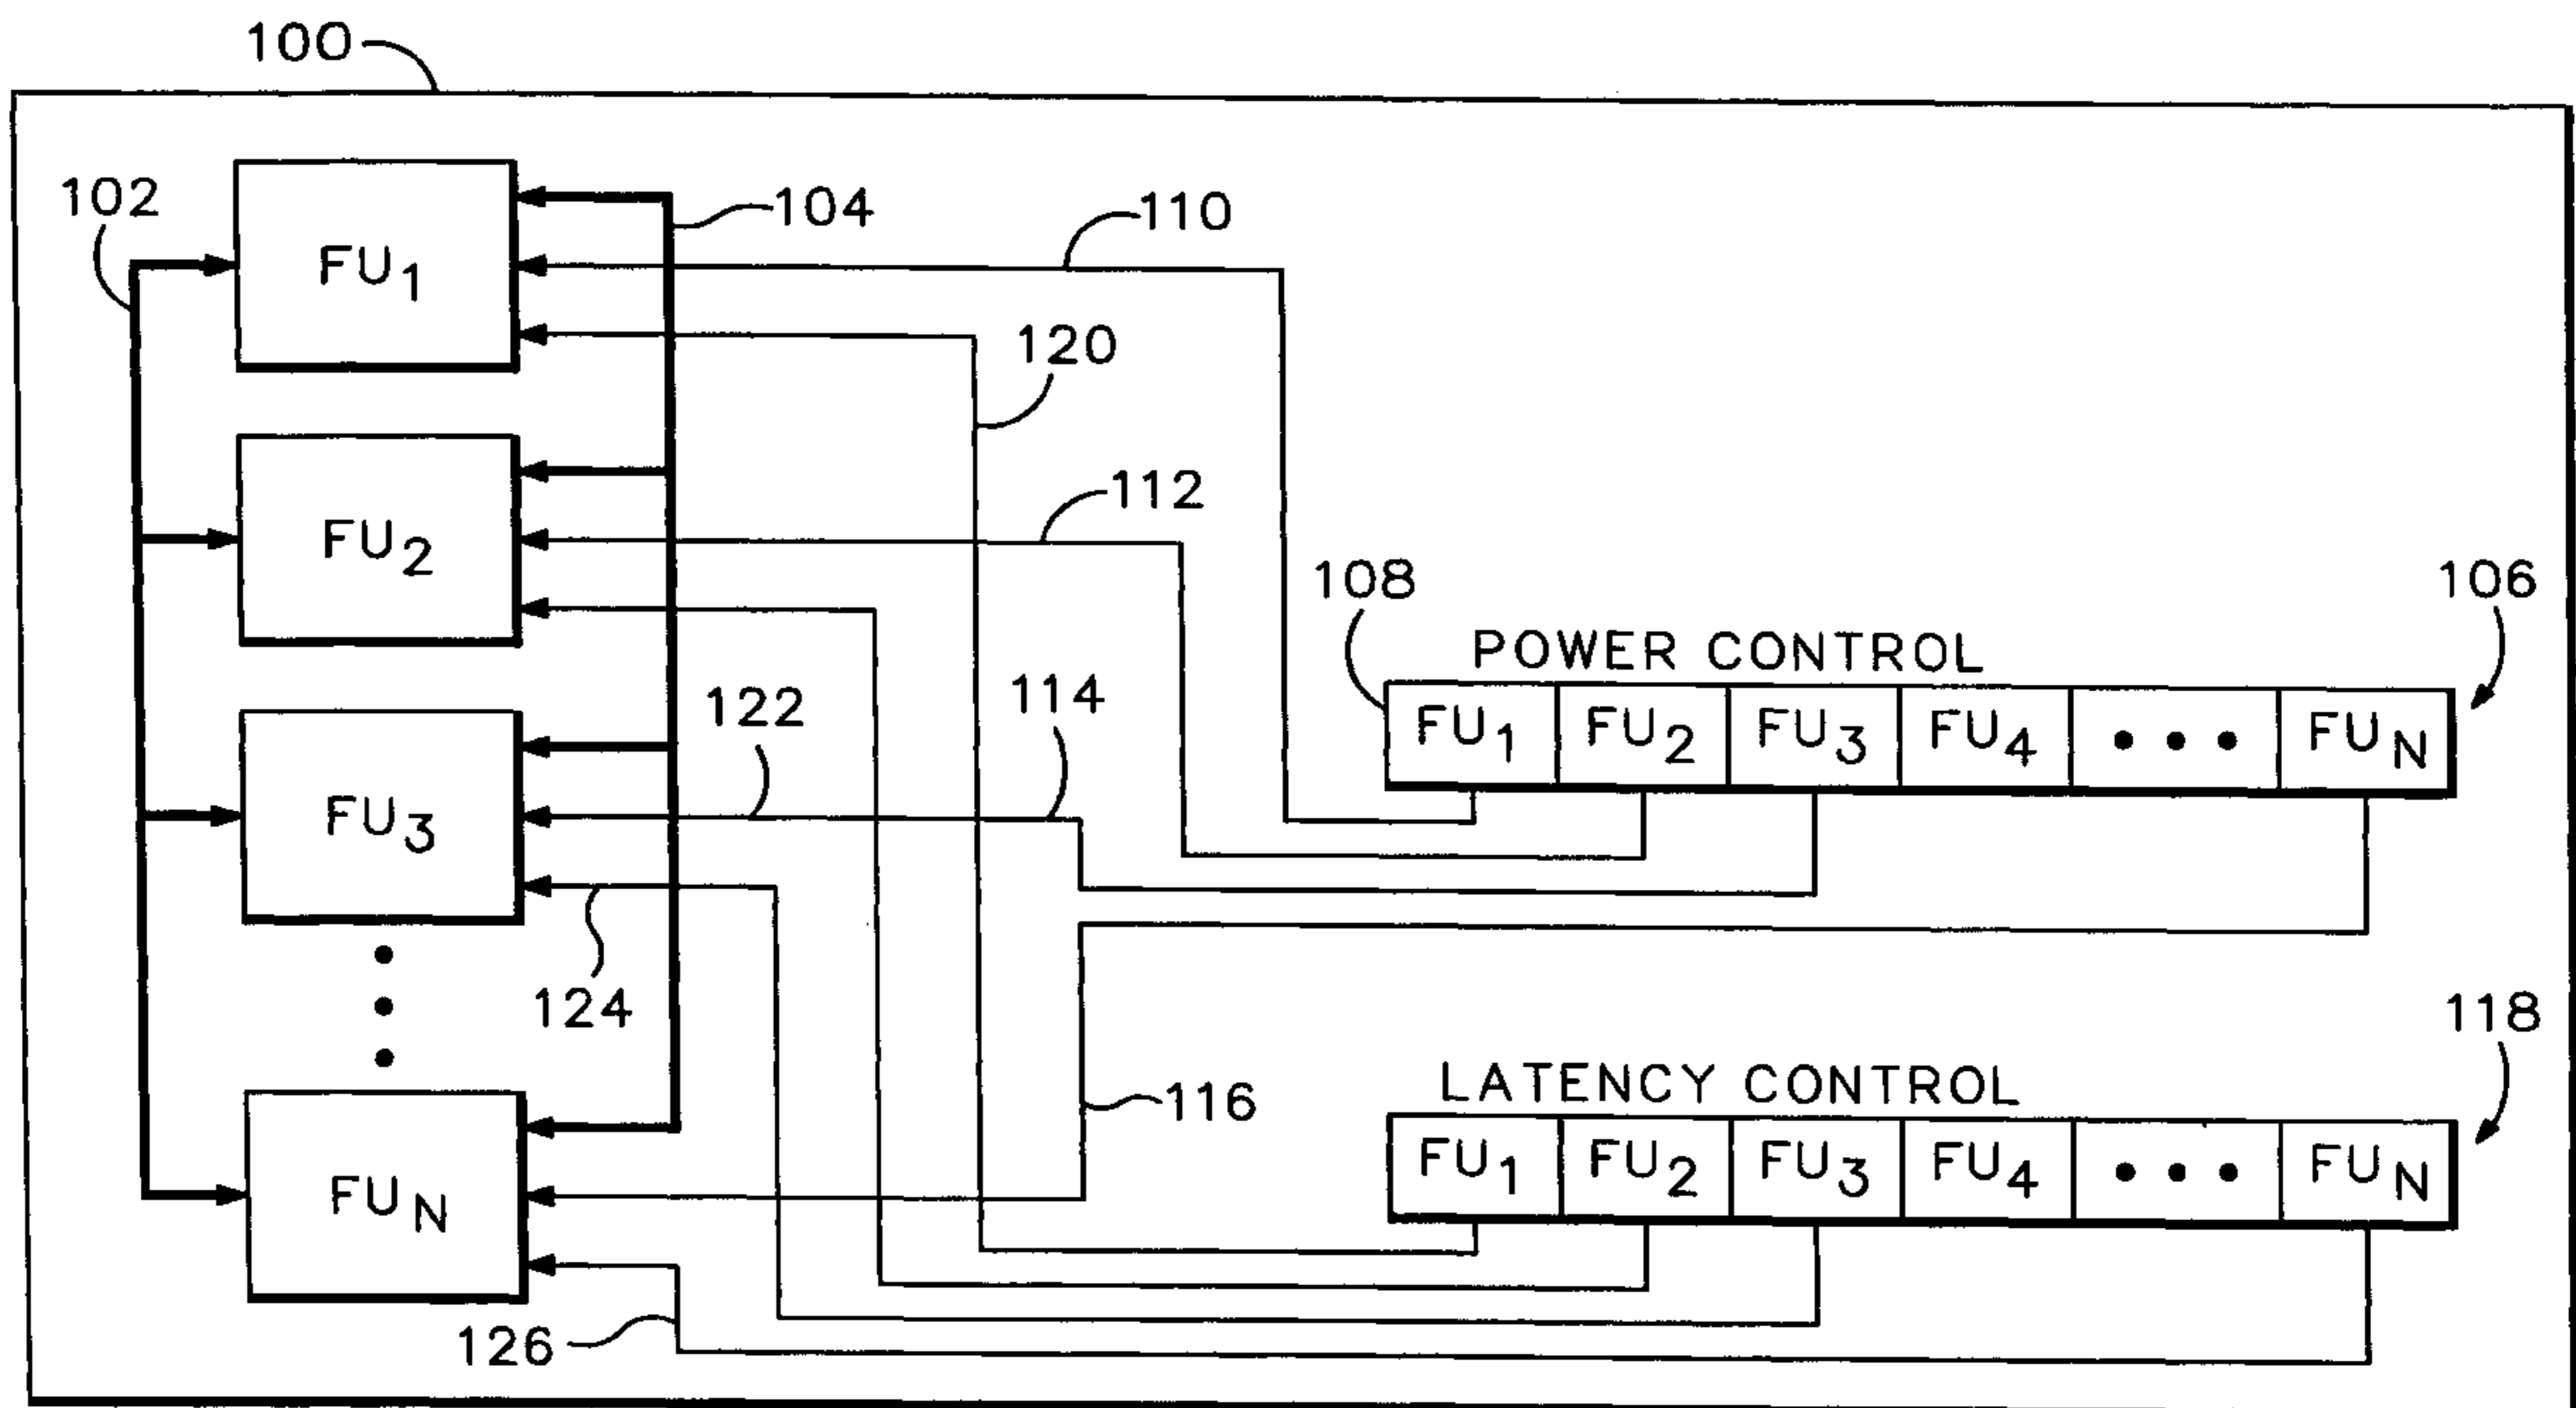 100
102
FU1
104
110
120
FU2
112
108
106
POWER CONTROL
FU1 FU2 FU3 FU4 • • • FUN
122
114
FU3
124
118
LATENCY CONTROL
FU1 FU2 FU3 FU4 • • • FUN
116
FUN
126